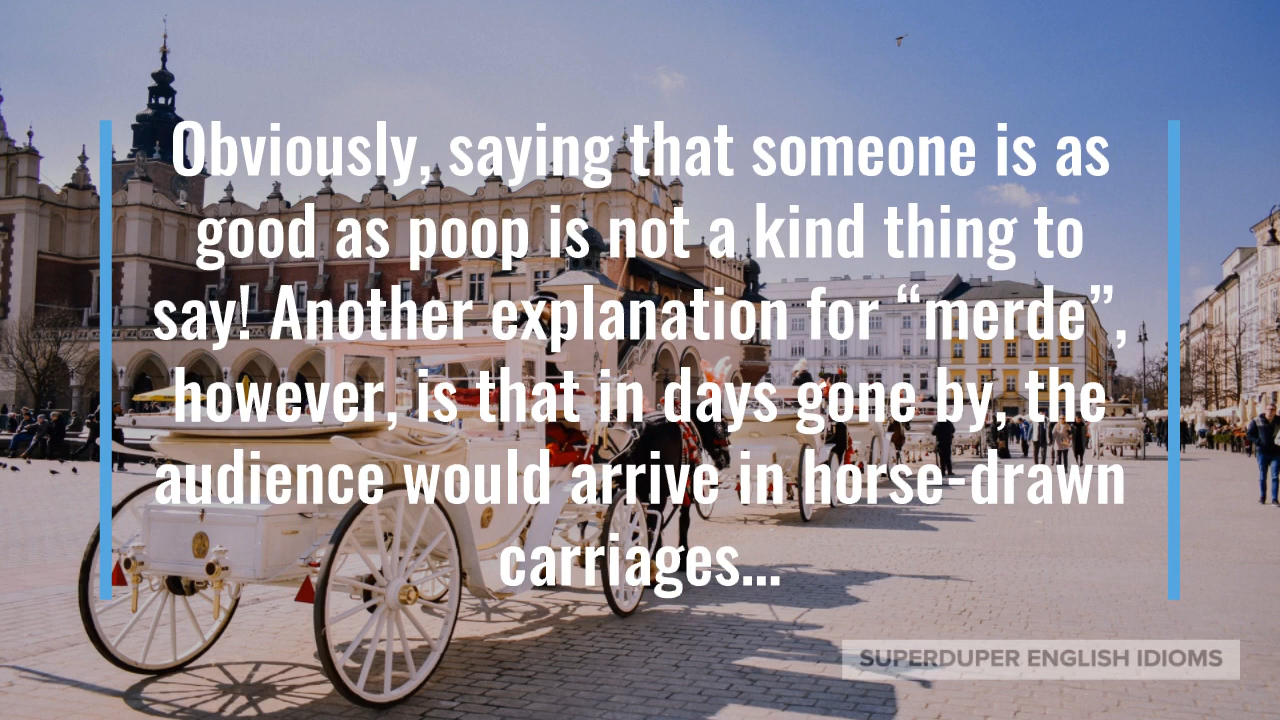 Obviously, saying that someone is as
good as poop is not a kind thing to
say! Another explanation for “merde”,
however, is that in days gone by, the
audience would arrive in horse-drawn
carriages...
SUPERDUPER ENGLISH IDIOMS